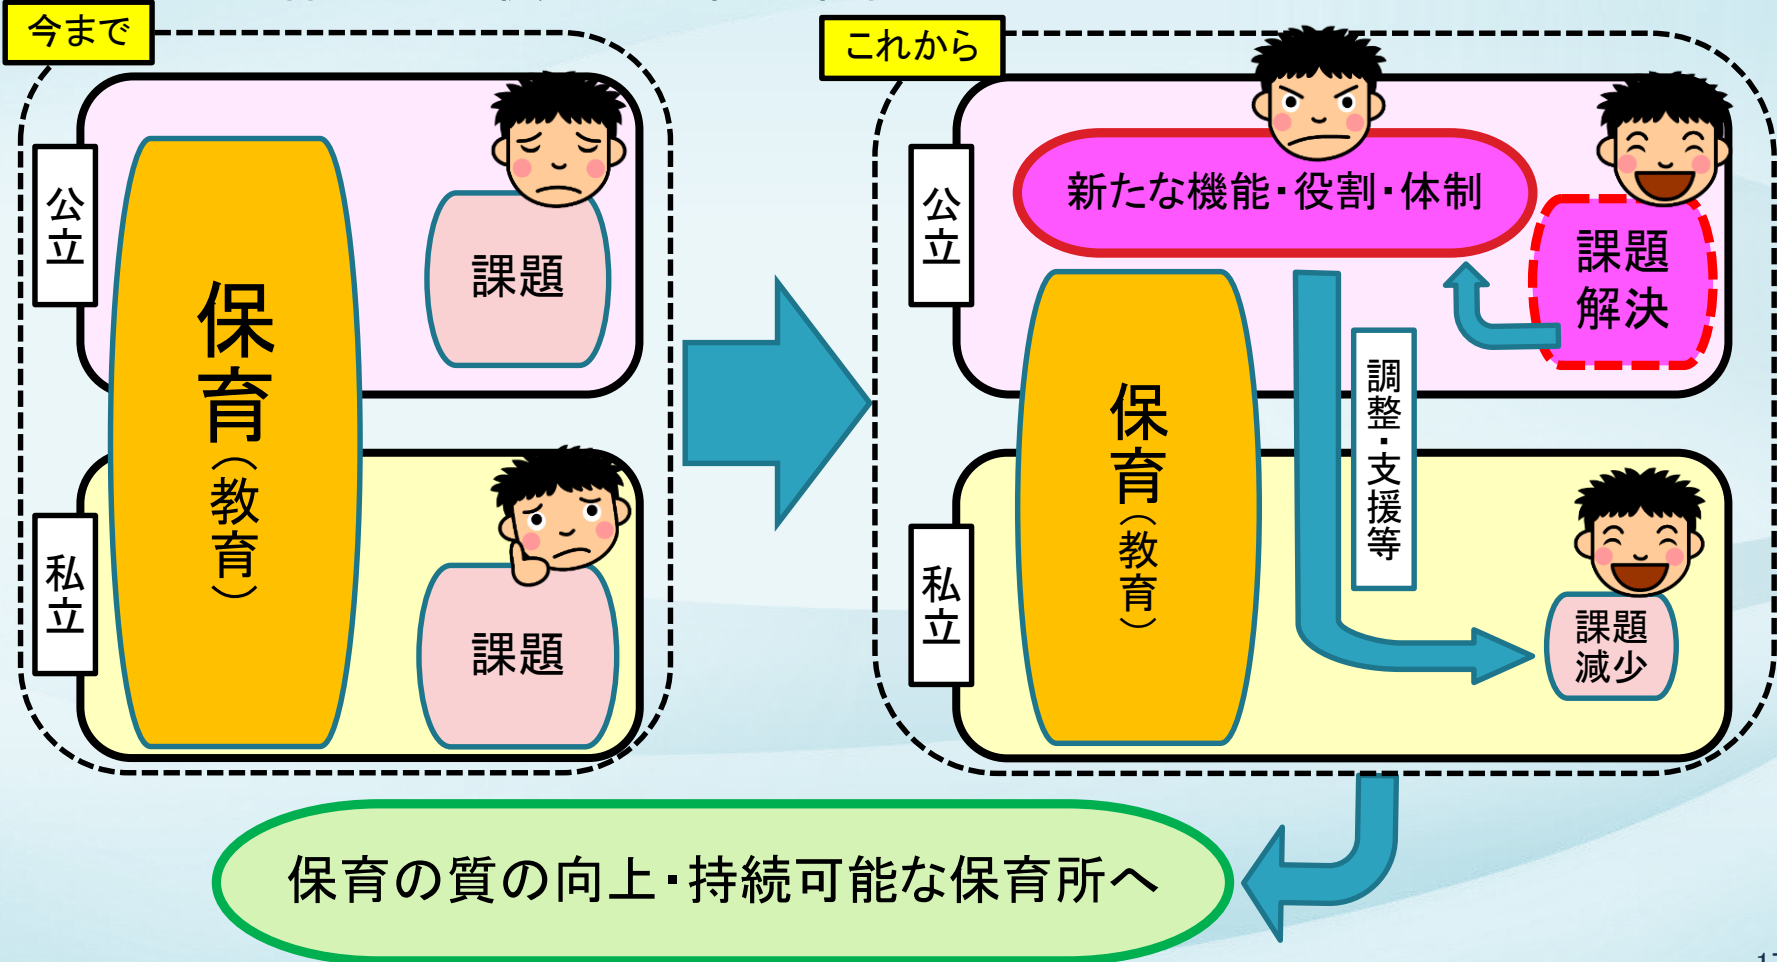 今まで
公立
保育（教育）
課題
私立
課題
これから
公立
新たな機能・役割・体制
課題
解決
調整・支援等
保育（教育）
私立
課題
減少
保育の質の向上・持続可能な保育所へ